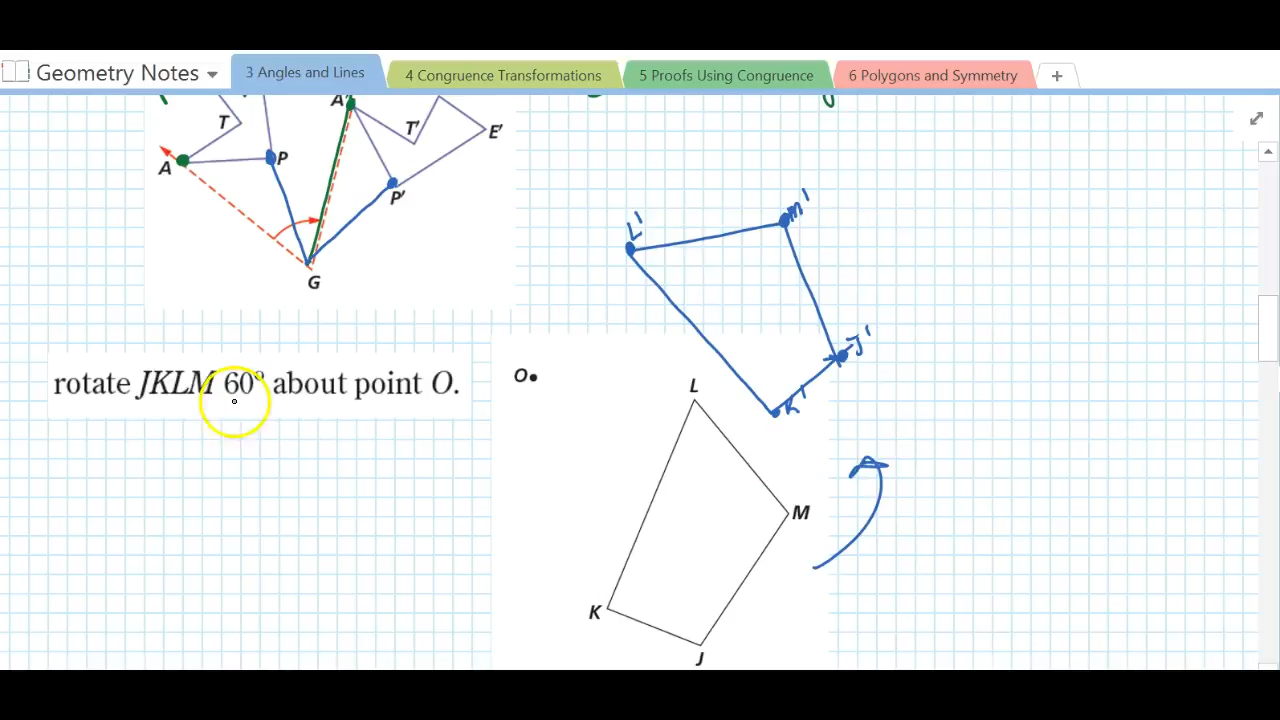 Geometry Notes
3 Angles and Lines
4 Congruence Transformations
5 Proofs Using Congruence
6 Polygons and Symmetry
A'
T
T'
E'
A
P
P'
G
L'
M'
J'
K'
rotate JKLM 60° about point O.
O
L
M
K
J